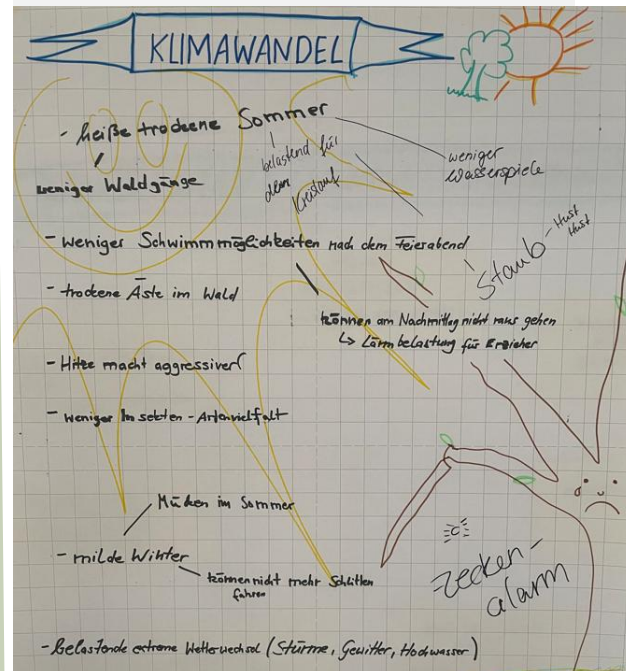 KLIMAWANDEL
- heiße trockene Sommer
belastend für
den
Kreislauf
weniger
Wasserspiele
weniger Waldgänge
- weniger Schwimmmöglichkeiten nach dem Feierabend
Staub - Hust
Hust
- trockene Äste im Wald
können am Nachmittag nicht raus gehen
↳ Lärmbelastung für Erzieher
- Hitze macht aggressiver
- weniger Insekten - Artenvielfalt
Mücken im Sommer
- milde Winter
können nicht mehr Schlitten
fahren
Zecken-
alarm
- Belastende extreme Wetterwechsel (Stürme, Gewitter, Hochwasser)